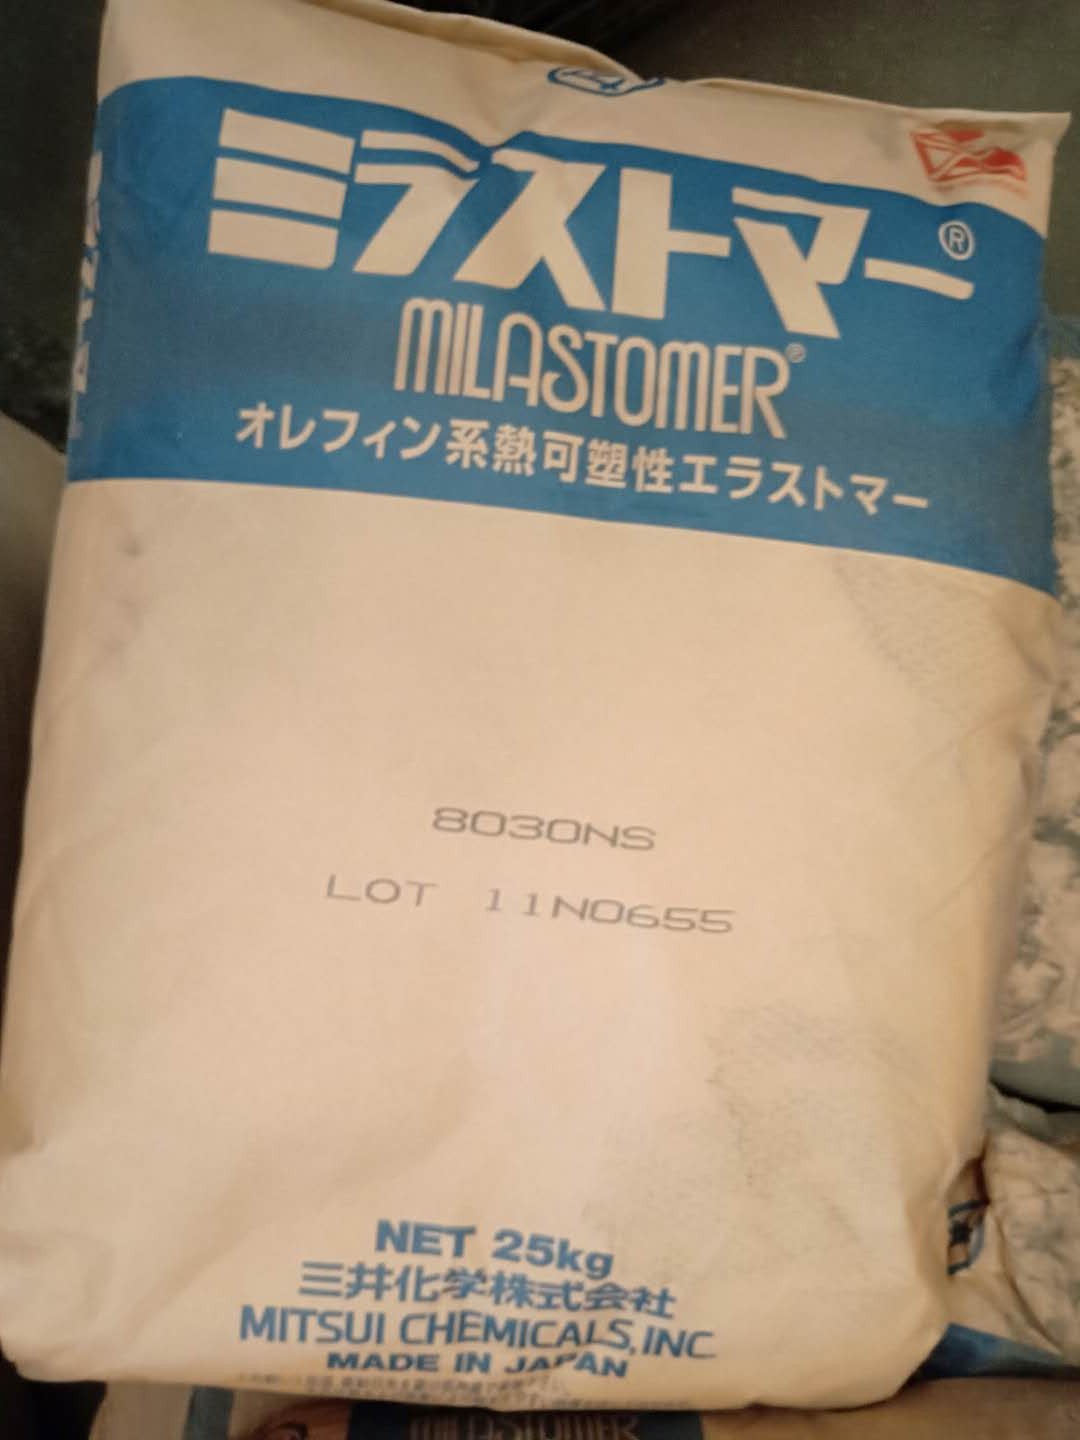 ミラストマー®
MILASTOMER®
オレフィン系熱可塑性エラストマー
8030NS
LOT 11N0655
NET 25kg
三井化学株式会社
MITSUI CHEMICALS, INC.
MADE IN JAPAN
MILASTOMER